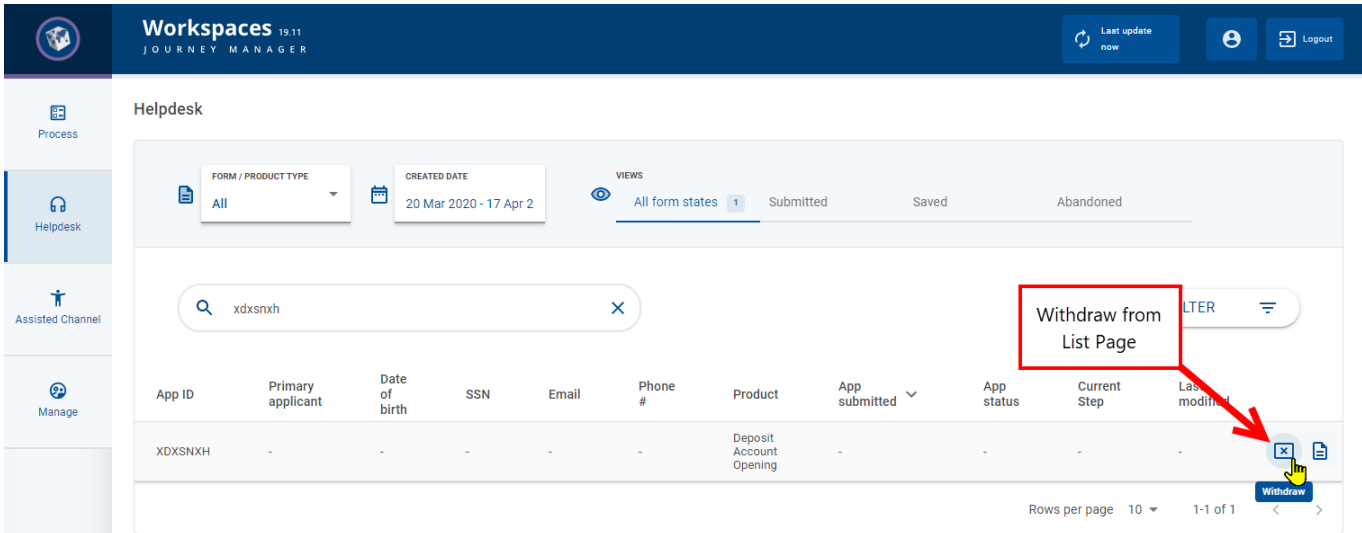 Workspaces 19.11
JOURNEY MANAGER
Last update
now
Logout
Process
Helpdesk
Assisted Channel
Manage
Helpdesk
FORM / PRODUCT TYPE
All
CREATED DATE
20 Mar 2020 - 17 Apr 2
VIEWS
All form states 1 Submitted Saved Abandoned
xdxsnxh
LTER
Withdraw from
List Page
App ID
Primary
applicant
Date
of
birth
SSN
Email
Phone
#
Product
App
submitted
App
status
Current
Step
Last
modified
XDXSNXH - - - - -
Deposit
Account
Opening
- - - -
Withdraw
Rows per page 10 1-1 of 1